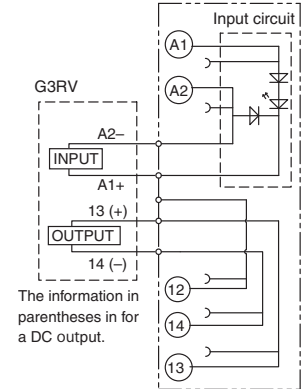 Input circuit
A1
A2
G3RV
A2–
INPUT
A1+
13 (+)
OUTPUT
14 (–)
The information in
parentheses in for
a DC output.
12
14
13